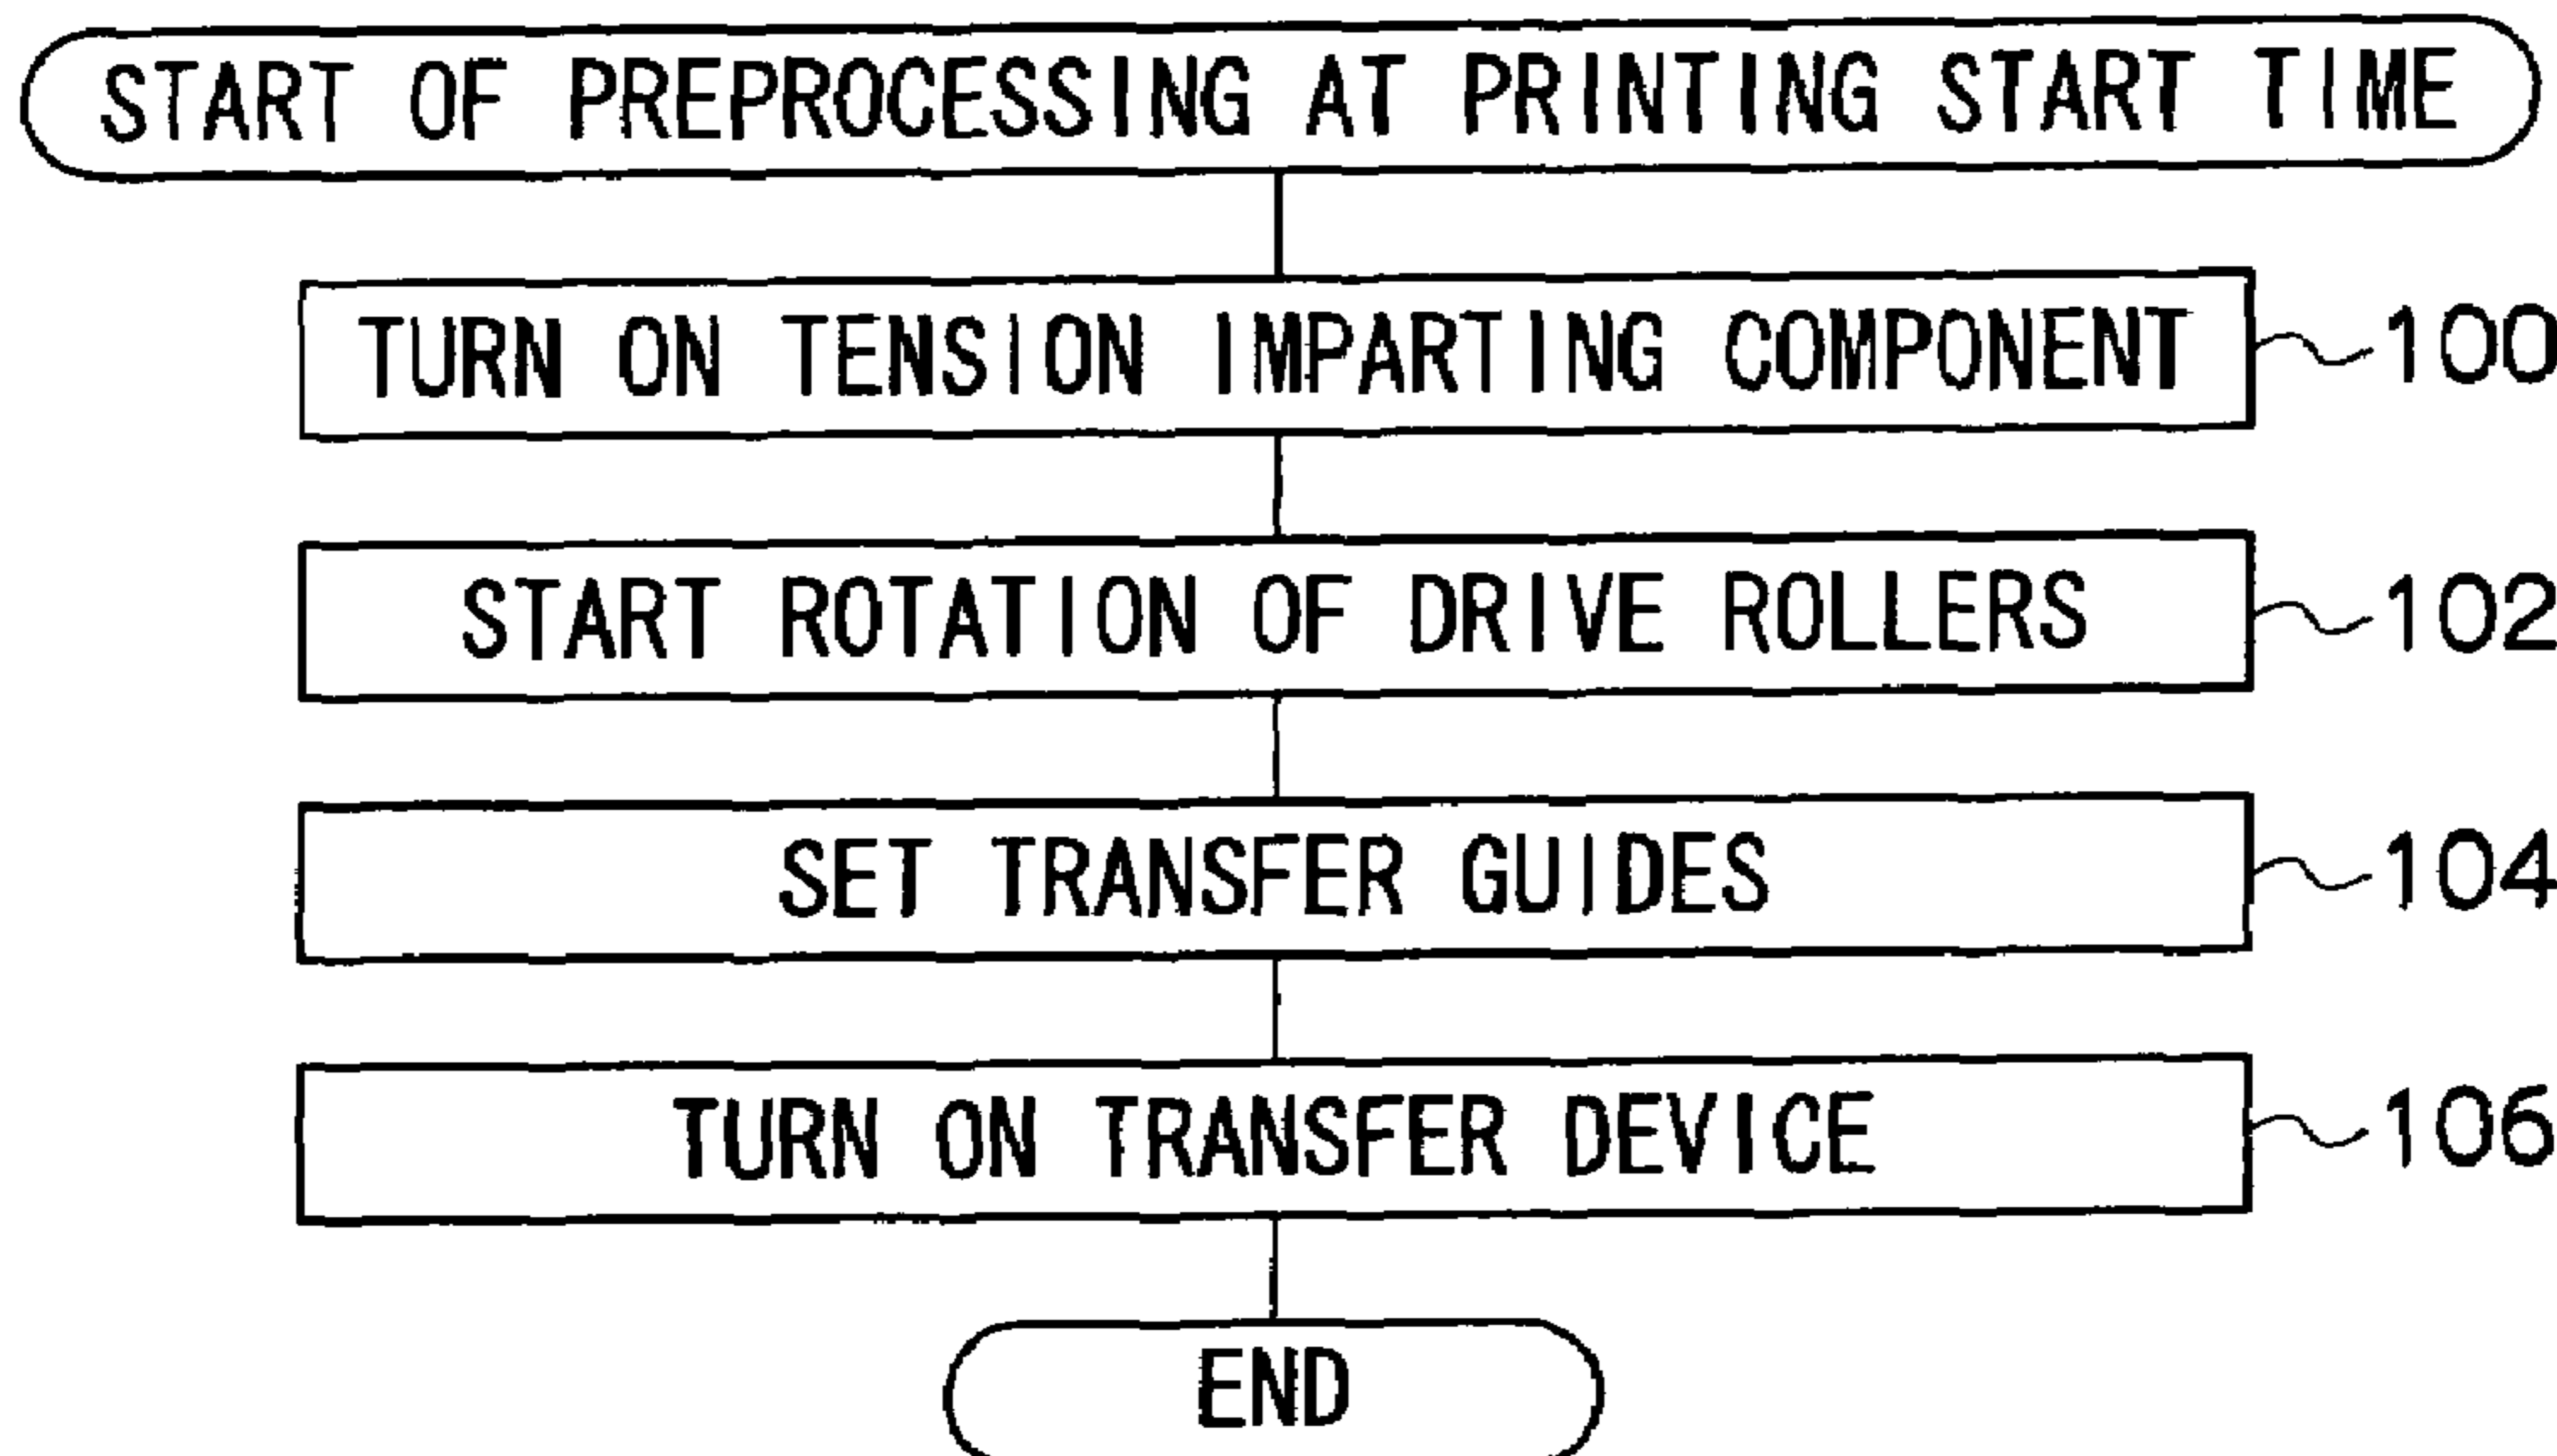 START OF PREPROCESSING AT PRINTING START TIME
TURN ON TENSION IMPARTING COMPONENT 100
START ROTATION OF DRIVE ROLLERS 102
SET TRANSFER GUIDES 104
TURN ON TRANSFER DEVICE 106
END